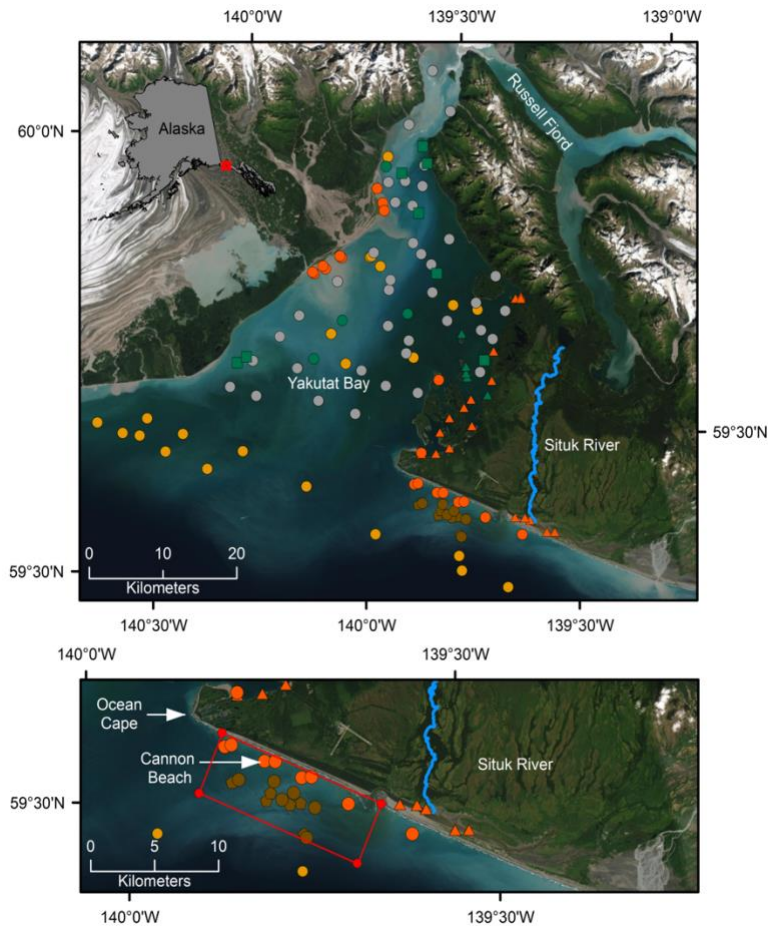 140°0'W
139°30'W
139°0'W
60°0'N
Alaska
Russell Fjord
Yakutat Bay
59°30'N
Situk River
0
20
Kilometers
59°30'N
140°30'W
140°0'W
139°30'W
140°0'W
139°30'W
Ocean
Cape
Cannon
Beach
Situk River
59°30'N
0
5
10
Kilometers
140°0'W
139°30'W